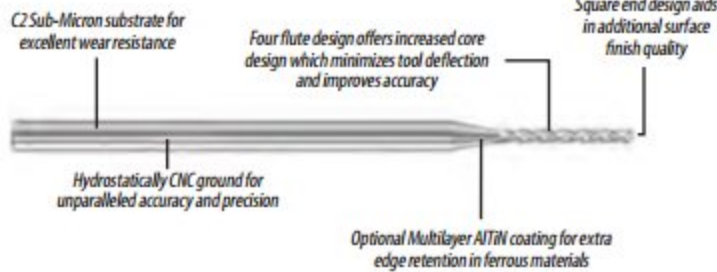 C2 Sub-Micron substrate for
excellent wear resistance
Four flute design offers increased core
design which minimizes tool deflection
and improves accuracy
Square end design aids
in additional surface
finish quality
Hydrostatically CNC ground for
unparalleled accuracy and precision
Optional Multilayer AlTiN coating for extra
edge retention in ferrous materials